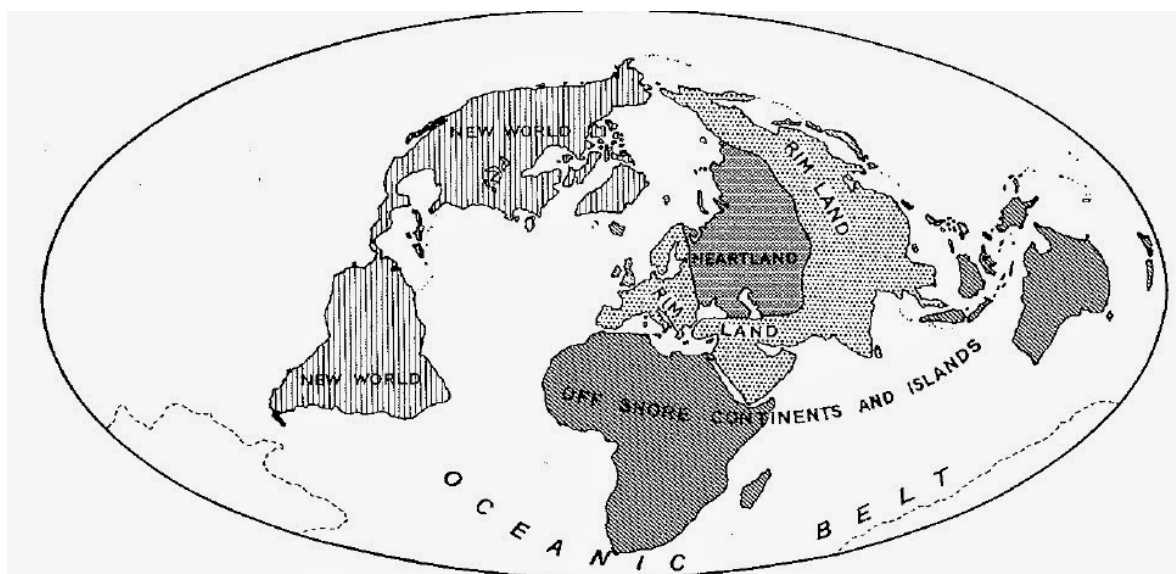 NEW WORLD
RIM LAND
HEARTLAND
RIM
LAND
NEW WORLD
OFF SHORE CONTINENTS AND ISLANDS
OCEANIC BELT